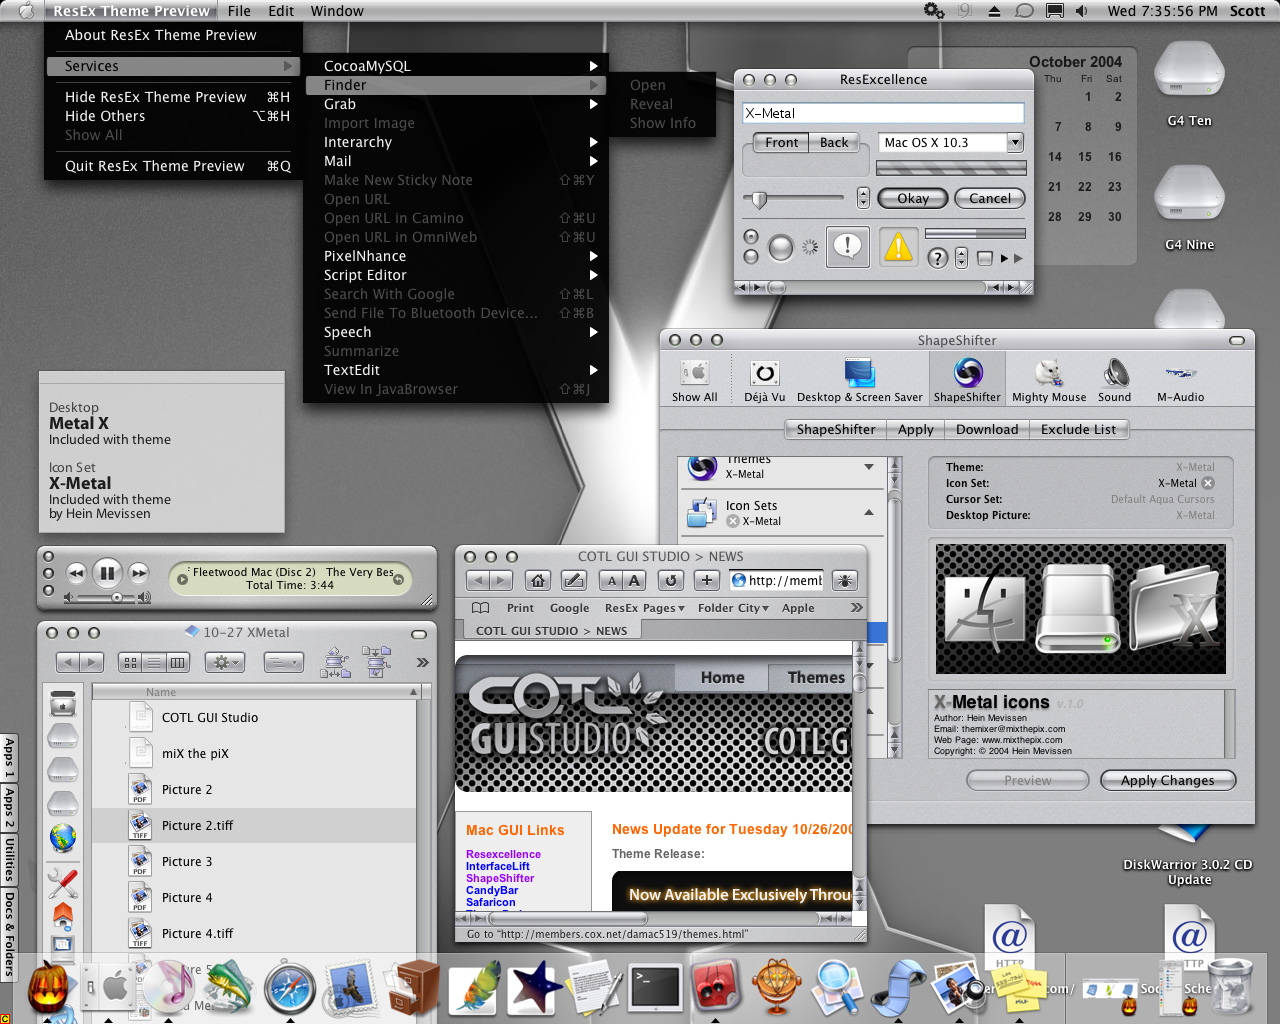 ResEx Theme Preview File Edit Window
Wed 7:35:56 PM Scott
About ResEx Theme Preview
Services
Hide ResEx Theme Preview ⌘H
Hide Others ⌥⌘H
Show All
Quit ResEx Theme Preview ⌘Q
CocoaMySQL
Finder
Grab
Import Image
Interarchy
Mail
Make New Sticky Note ⇧⌘Y
Open URL
Open URL in Camino ⇧⌘U
Open URL in OmniWeb ⇧⌘U
PixelNhance
Script Editor
Search With Google ⇧⌘L
Send File To Bluetooth Device... ⇧⌘B
Speech
Summarize
TextEdit
View In JavaBrowser ⇧⌘J
Open
Reveal
Show Info
October 2004
Thu Fri Sat
1 2
7 8 9
14 15 16
21 22 23
28 29 30
G4 Ten
G4 Nine
ResExcellence
X-Metal
Front Back
Mac OS X 10.3
Okay Cancel
Desktop
Metal X
Included with theme
Icon Set
X-Metal
Included with theme
by Hein Mevissen
ShapeShifter
Show All Déjà Vu Desktop & Screen Saver ShapeShifter Mighty Mouse Sound M-Audio
ShapeShifter Apply Download Exclude List
Themes
X-Metal
Icon Sets
X-Metal
Theme: X-Metal
Icon Set: X-Metal
Cursor Set: Default Aqua Cursors
Desktop Picture: X-Metal
X-Metal icons v.1.0
Author: Hein Mevissen
Email: themixer@mixthepix.com
Web Page: www.mixthepix.com
Copyright: © 2004 Hein Mevissen
Preview Apply Changes
Fleetwood Mac (Disc 2) The Very Bes
Total Time: 3:44
10-27 XMetal
Name
COTL GUI Studio
miX the piX
Picture 2
Picture 2.tiff
Picture 3
Picture 4
Picture 4.tiff
PDF
TIFF
PDF
PDF
TIFF
Apps 1
Apps 2
Utilities
Docs & Folders
COTL GUI STUDIO > NEWS
A A
http://memb
Print Google ResEx Pages Folder City Apple
COTL GUI STUDIO > NEWS
Home Themes
COTL
GUISTUDIO
COTL G
Mac GUI Links
Resexcellence
InterfaceLift
ShapeShifter
CandyBar
Safaricon
News Update for Tuesday 10/26/200
Theme Release:
Now Available Exclusively Throu
Go to "http://members.cox.net/damac519/themes.html"
DiskWarrior 3.0.2 CD
Update
HTTP
HTTP